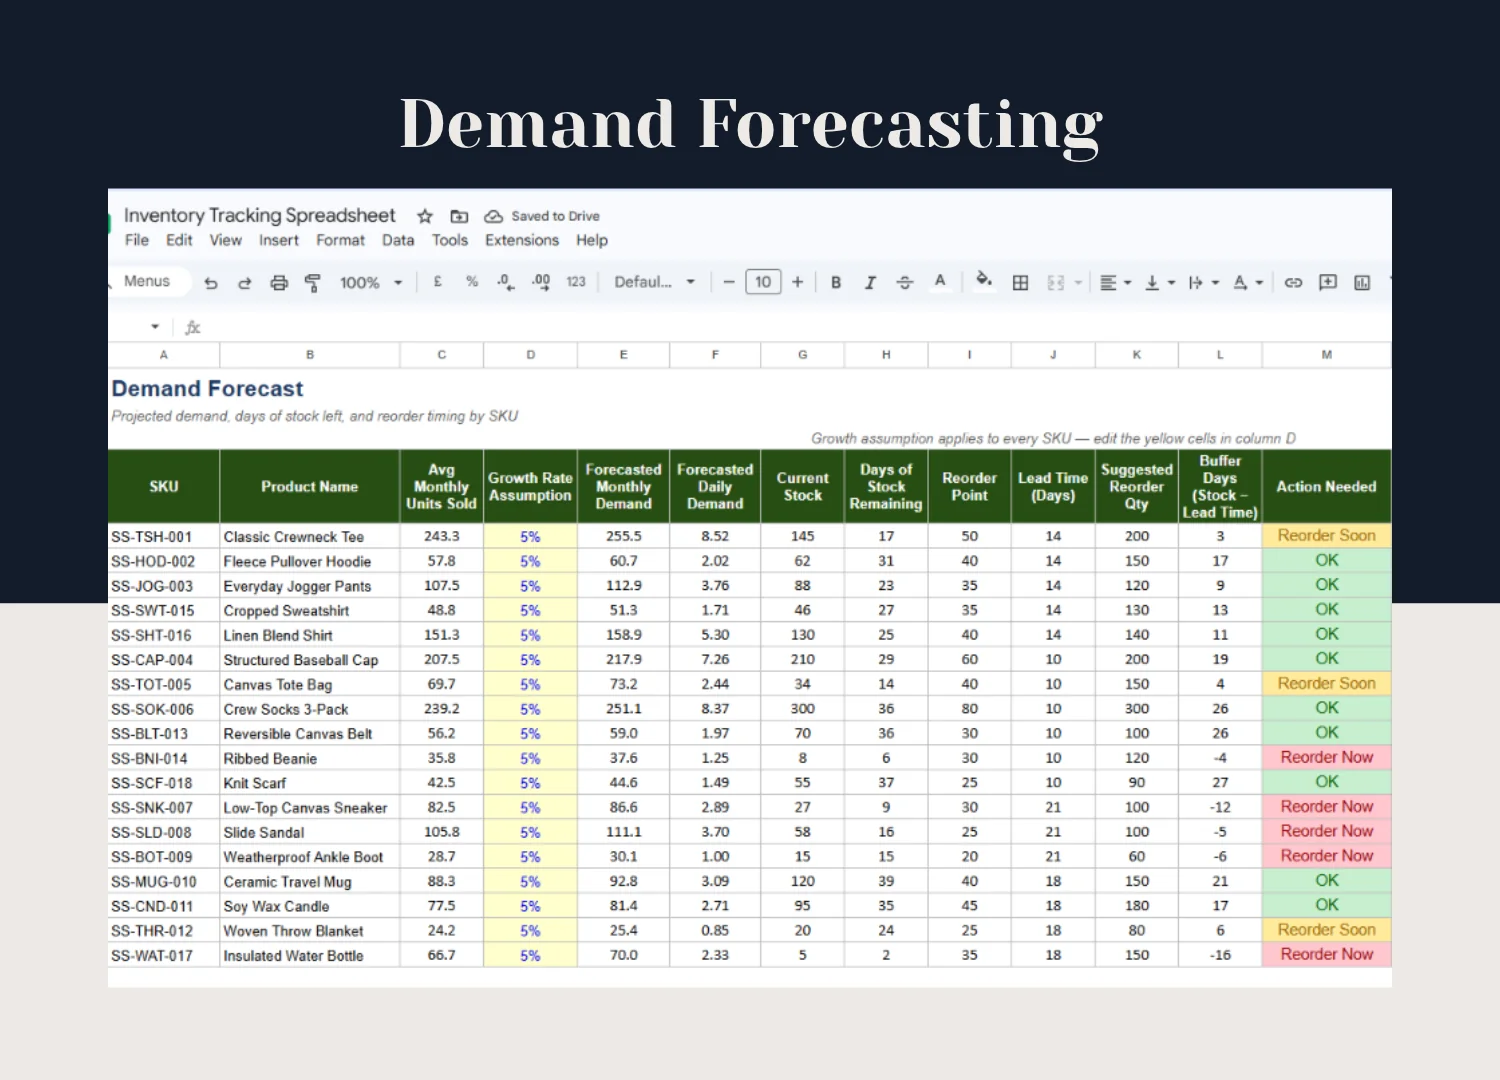 Demand Forecasting
Inventory Tracking Spreadsheet Saved to Drive
File Edit View Insert Format Data Tools Extensions Help
Menus 100% £ % .0 .00 123 Defaul... − 10 + B I A A
fx
A B C D E F G H I J K L M
Demand Forecast
Projected demand, days of stock left, and reorder timing by SKU
Growth assumption applies to every SKU — edit the yellow cells in column D
SKU Product Name Avg Monthly Units Sold Growth Rate Assumption Forecasted Monthly Demand Forecasted Daily Demand Current Stock Days of Stock Remaining Reorder Point Lead Time (Days) Suggested Reorder Qty Buffer Days (Stock – Lead Time) Action Needed
SS-TSH-001 Classic Crewneck Tee 243.3 5% 255.5 8.52 145 17 50 14 200 3 Reorder Soon
SS-HOD-002 Fleece Pullover Hoodie 57.8 5% 60.7 2.02 62 31 40 14 150 17 OK
SS-JOG-003 Everyday Jogger Pants 107.5 5% 112.9 3.76 88 23 35 14 120 9 OK
SS-SWT-015 Cropped Sweatshirt 48.8 5% 51.3 1.71 46 27 35 14 130 13 OK
SS-SHT-016 Linen Blend Shirt 151.3 5% 158.9 5.30 130 25 40 14 140 11 OK
SS-CAP-004 Structured Baseball Cap 207.5 5% 217.9 7.26 210 29 60 10 200 19 OK
SS-TOT-005 Canvas Tote Bag 69.7 5% 73.2 2.44 34 14 40 10 150 4 Reorder Soon
SS-SOK-006 Crew Socks 3-Pack 239.2 5% 251.1 8.37 300 36 80 10 300 26 OK
SS-BLT-013 Reversible Canvas Belt 56.2 5% 59.0 1.97 70 36 30 10 100 26 OK
SS-BNI-014 Ribbed Beanie 35.8 5% 37.6 1.25 8 6 30 10 120 -4 Reorder Now
SS-SCF-018 Knit Scarf 42.5 5% 44.6 1.49 55 37 25 10 90 27 OK
SS-SNK-007 Low-Top Canvas Sneaker 82.5 5% 86.6 2.89 27 9 30 21 100 -12 Reorder Now
SS-SLD-008 Slide Sandal 105.8 5% 111.1 3.70 58 16 25 21 100 -5 Reorder Now
SS-BOT-009 Weatherproof Ankle Boot 28.7 5% 30.1 1.00 15 15 20 21 60 -6 Reorder Now
SS-MUG-010 Ceramic Travel Mug 88.3 5% 92.8 3.09 120 39 40 18 150 21 OK
SS-CND-011 Soy Wax Candle 77.5 5% 81.4 2.71 95 35 45 18 180 17 OK
SS-THR-012 Woven Throw Blanket 24.2 5% 25.4 0.85 20 24 25 18 80 6 Reorder Soon
SS-WAT-017 Insulated Water Bottle 66.7 5% 70.0 2.33 5 2 35 18 150 -16 Reorder Now